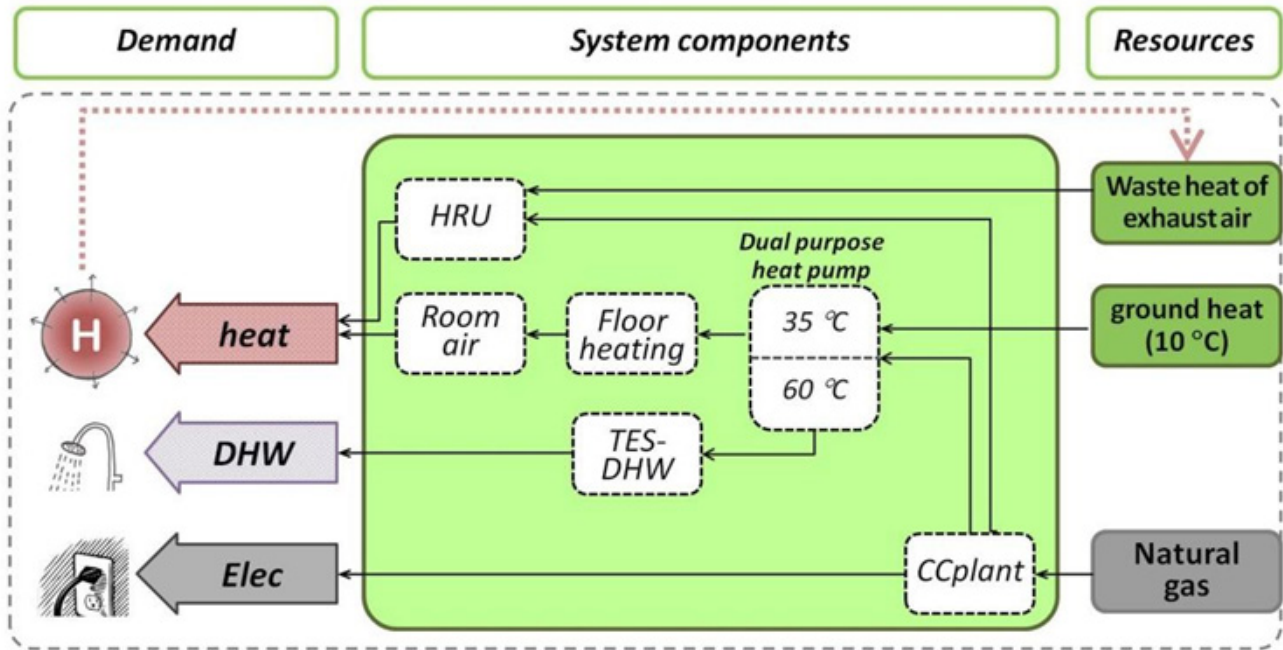 Demand
System components
Resources
HRU
Waste heat of
exhaust air
Dual purpose
heat pump
H
heat
Room
air
Floor
heating
35 °C
60 °C
ground heat
(10 °C)
DHW
TES-
DHW
Elec
CCplant
Natural
gas